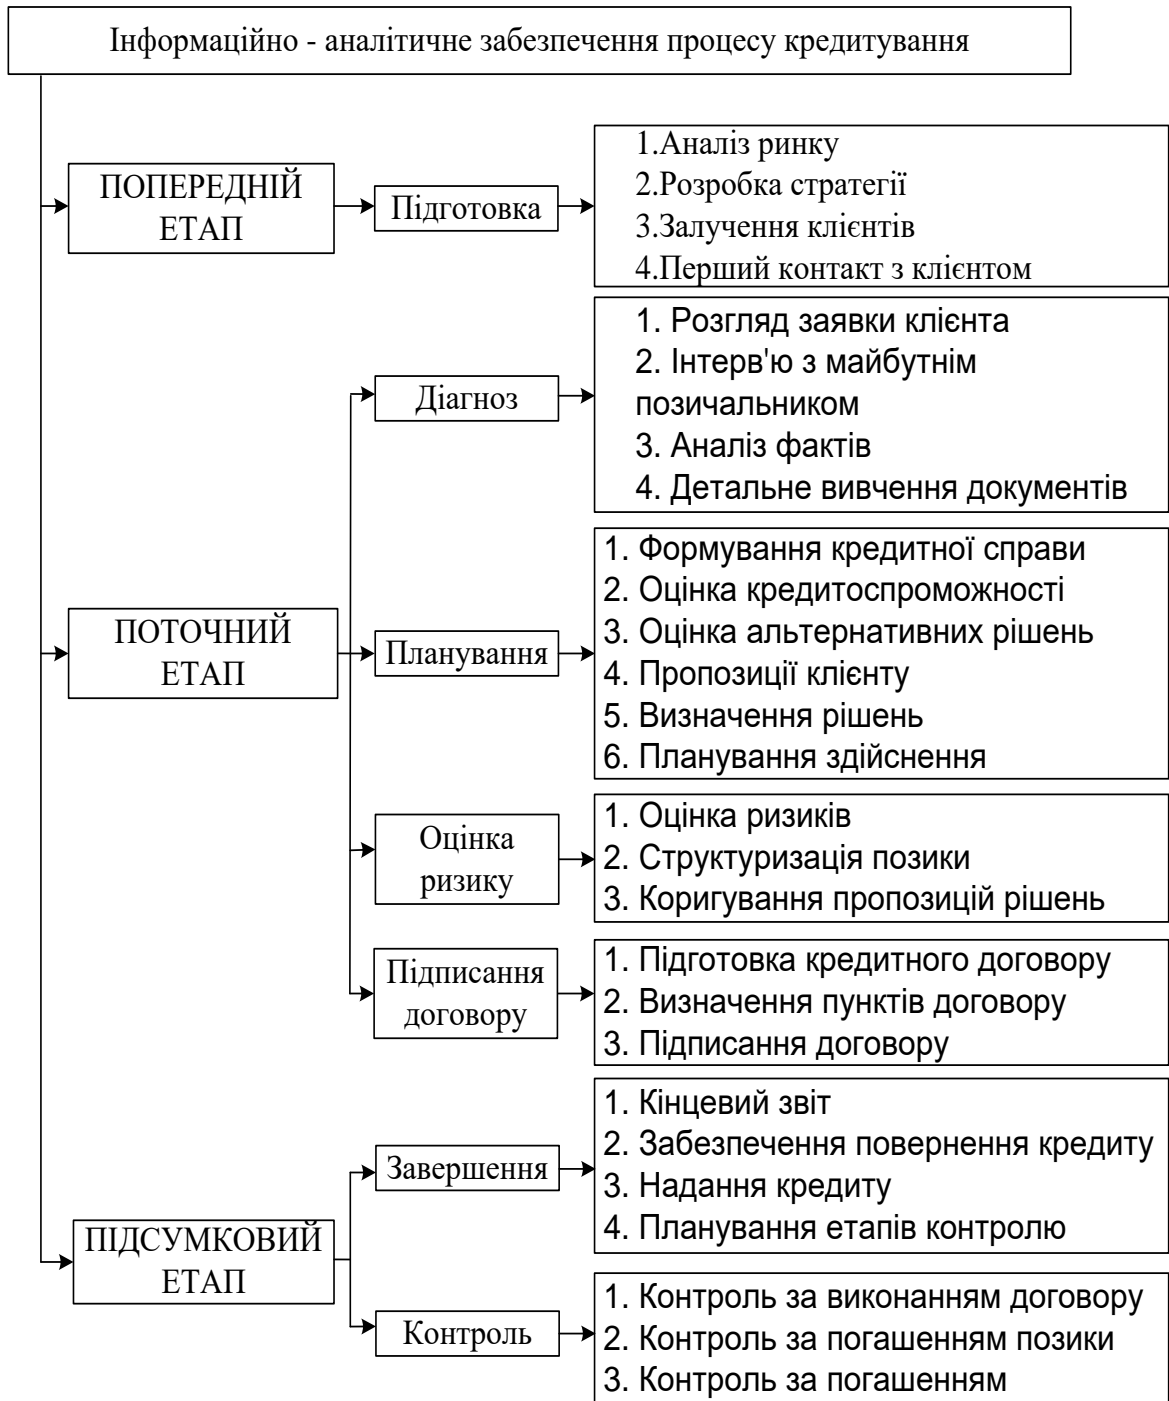 Інформаційно - аналітичне забезпечення процесу кредитування
ПОПЕРЕДНІЙ
ЕТАП
Підготовка
1.Аналіз ринку
2.Розробка стратегії
3.Залучення клієнтів
4.Перший контакт з клієнтом
ПОТОЧНИЙ
ЕТАП
Діагноз
1. Розгляд заявки клієнта
2. Інтерв'ю з майбутнім
позичальником
3. Аналіз фактів
4. Детальне вивчення документів
Планування
1. Формування кредитної справи
2. Оцінка кредитоспроможності
3. Оцінка альтернативних рішень
4. Пропозиції клієнту
5. Визначення рішень
6. Планування здійснення
Оцінка
ризику
1. Оцінка ризиків
2. Структуризація позики
3. Коригування пропозицій рішень
Підписання
договору
1. Підготовка кредитного договору
2. Визначення пунктів договору
3. Підписання договору
ПІДСУМКОВИЙ
ЕТАП
Завершення
1. Кінцевий звіт
2. Забезпечення повернення кредиту
3. Надання кредиту
4. Планування етапів контролю
Контроль
1. Контроль за виконанням договору
2. Контроль за погашенням позики
3. Контроль за погашенням